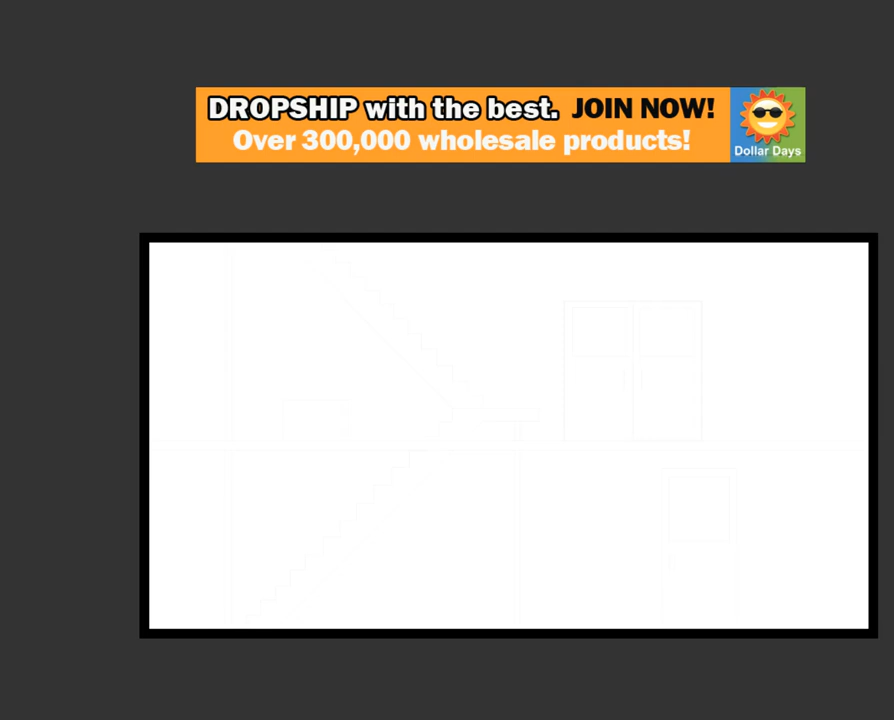 DROPSHIP with the best. JOIN NOW!
Over 300,000 wholesale products!
Dollar Days